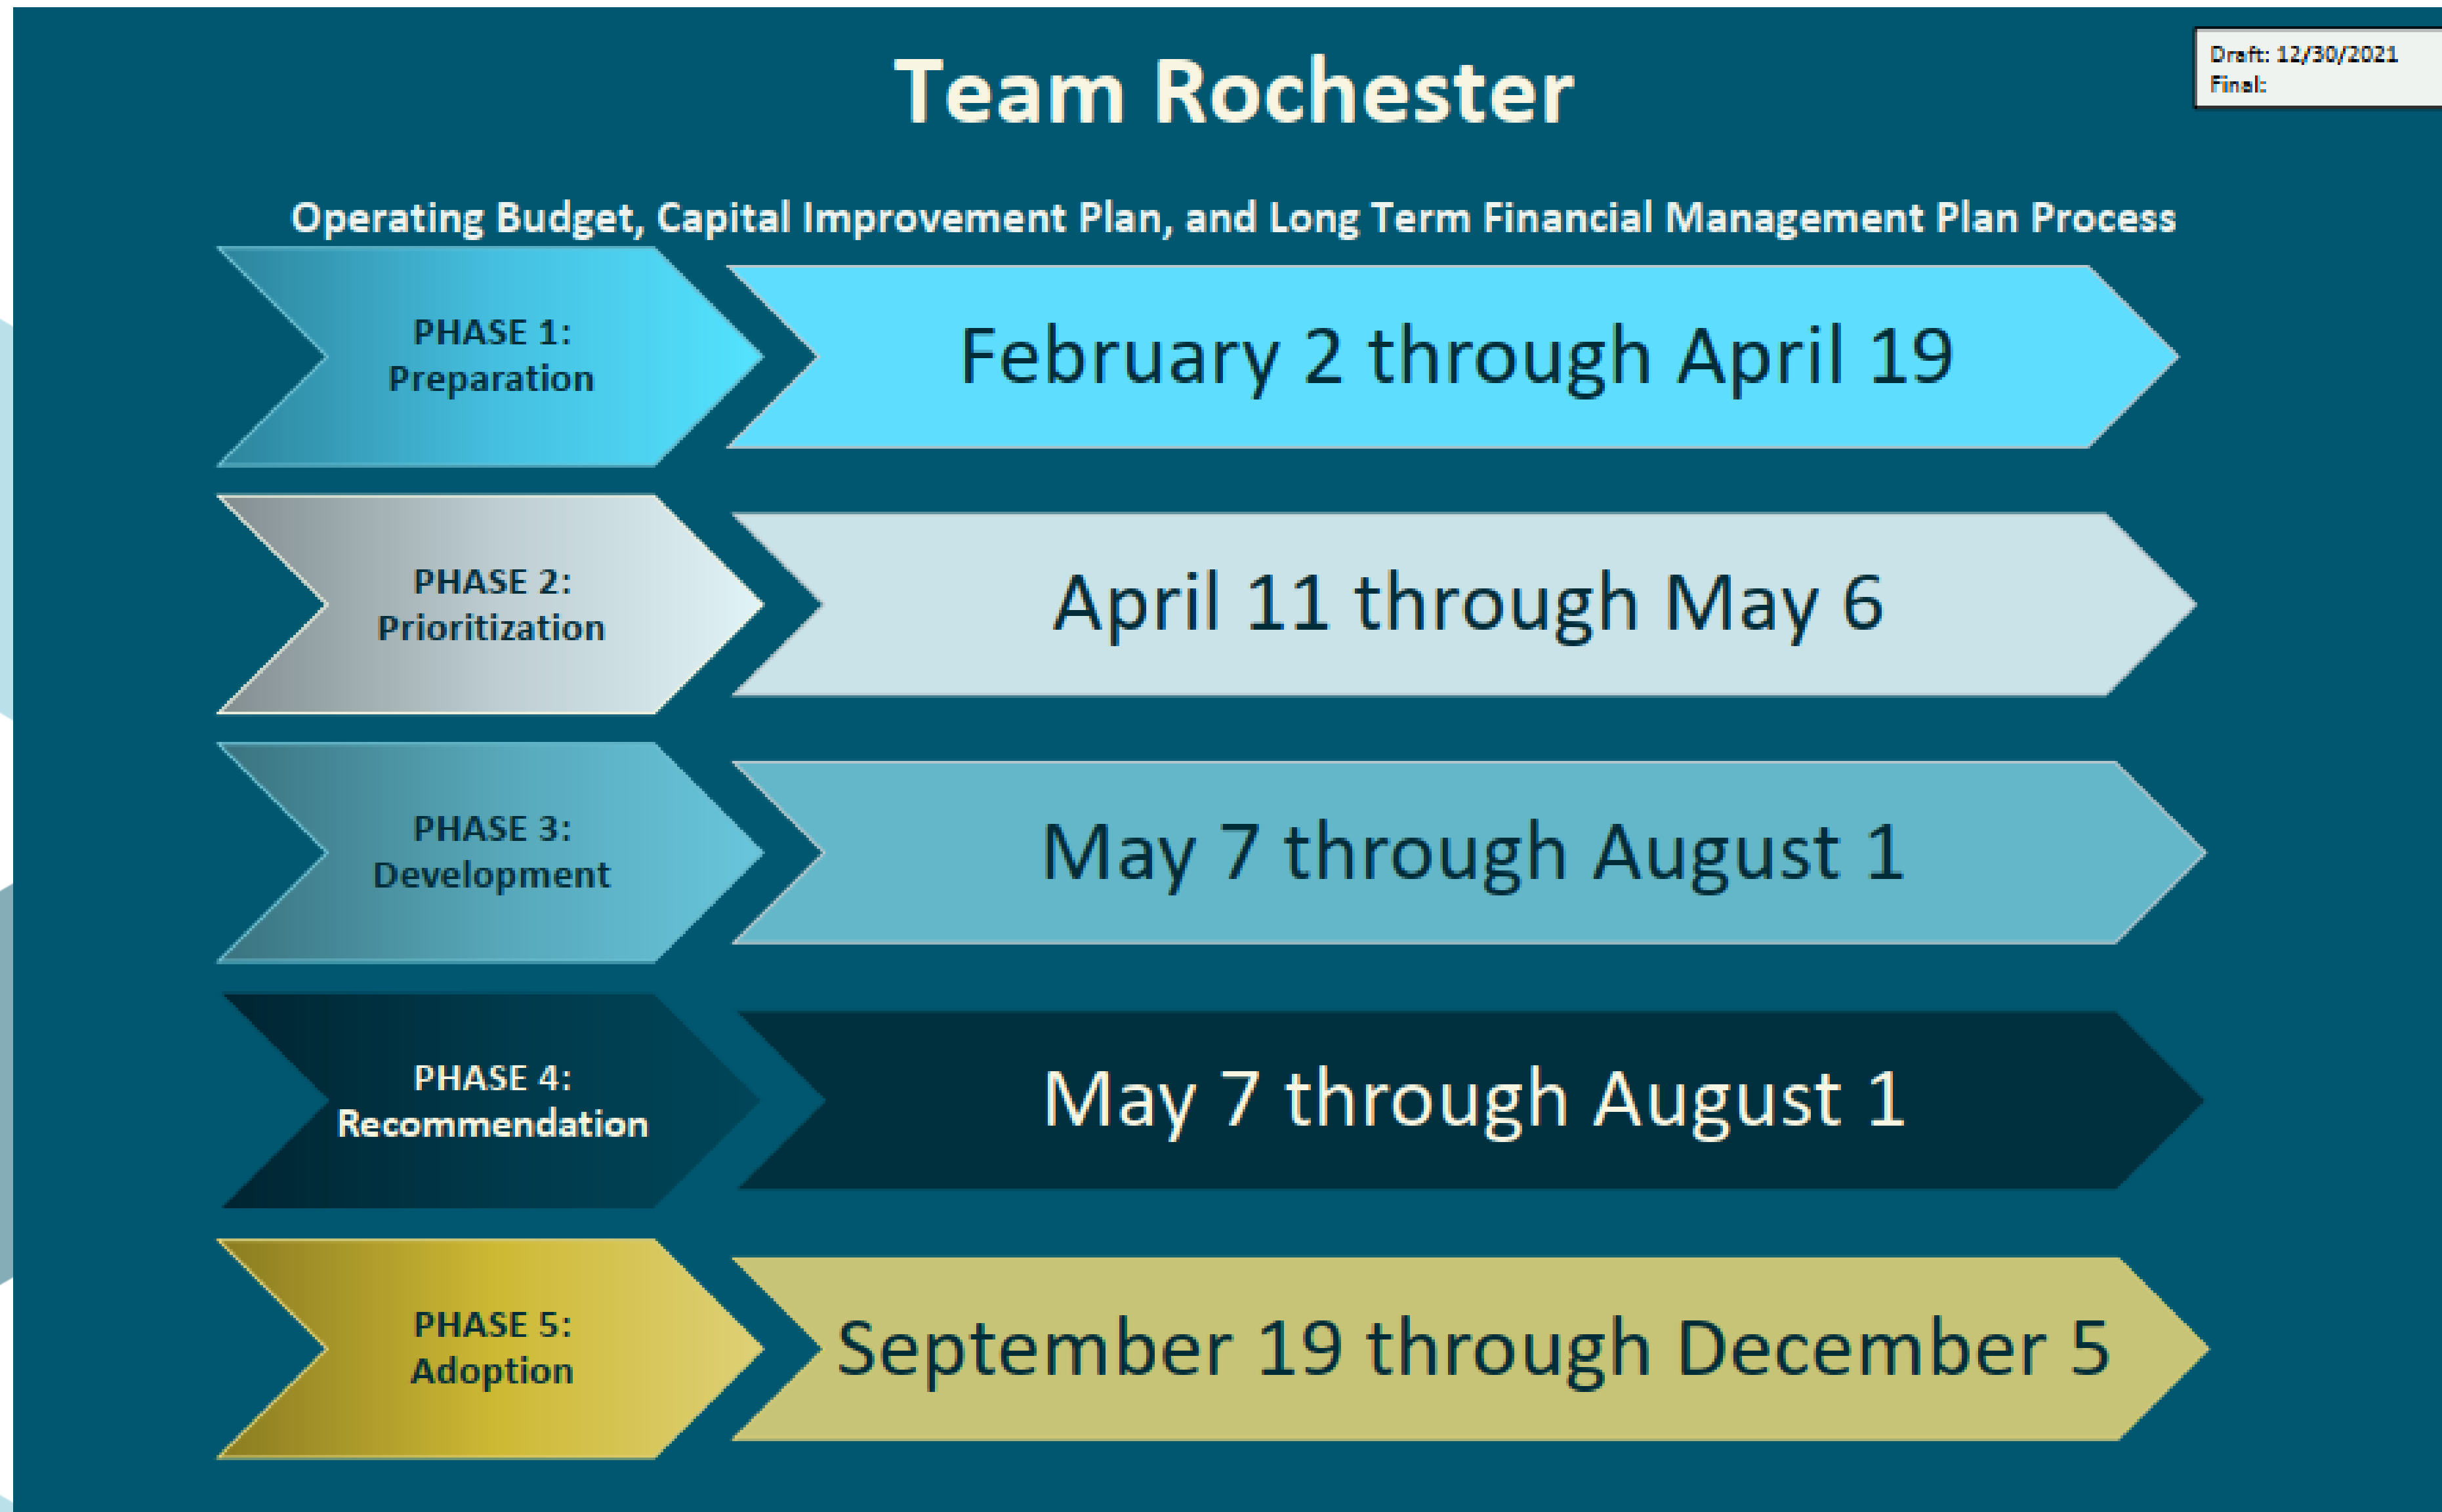 Team Rochester
Draft: 12/30/2021
Final:
Operating Budget, Capital Improvement Plan, and Long Term Financial Management Plan Process
PHASE 1:
Preparation
February 2 through April 19
PHASE 2:
Prioritization
April 11 through May 6
PHASE 3:
Development
May 7 through August 1
PHASE 4:
Recommendation
May 7 through August 1
PHASE 5:
Adoption
September 19 through December 5